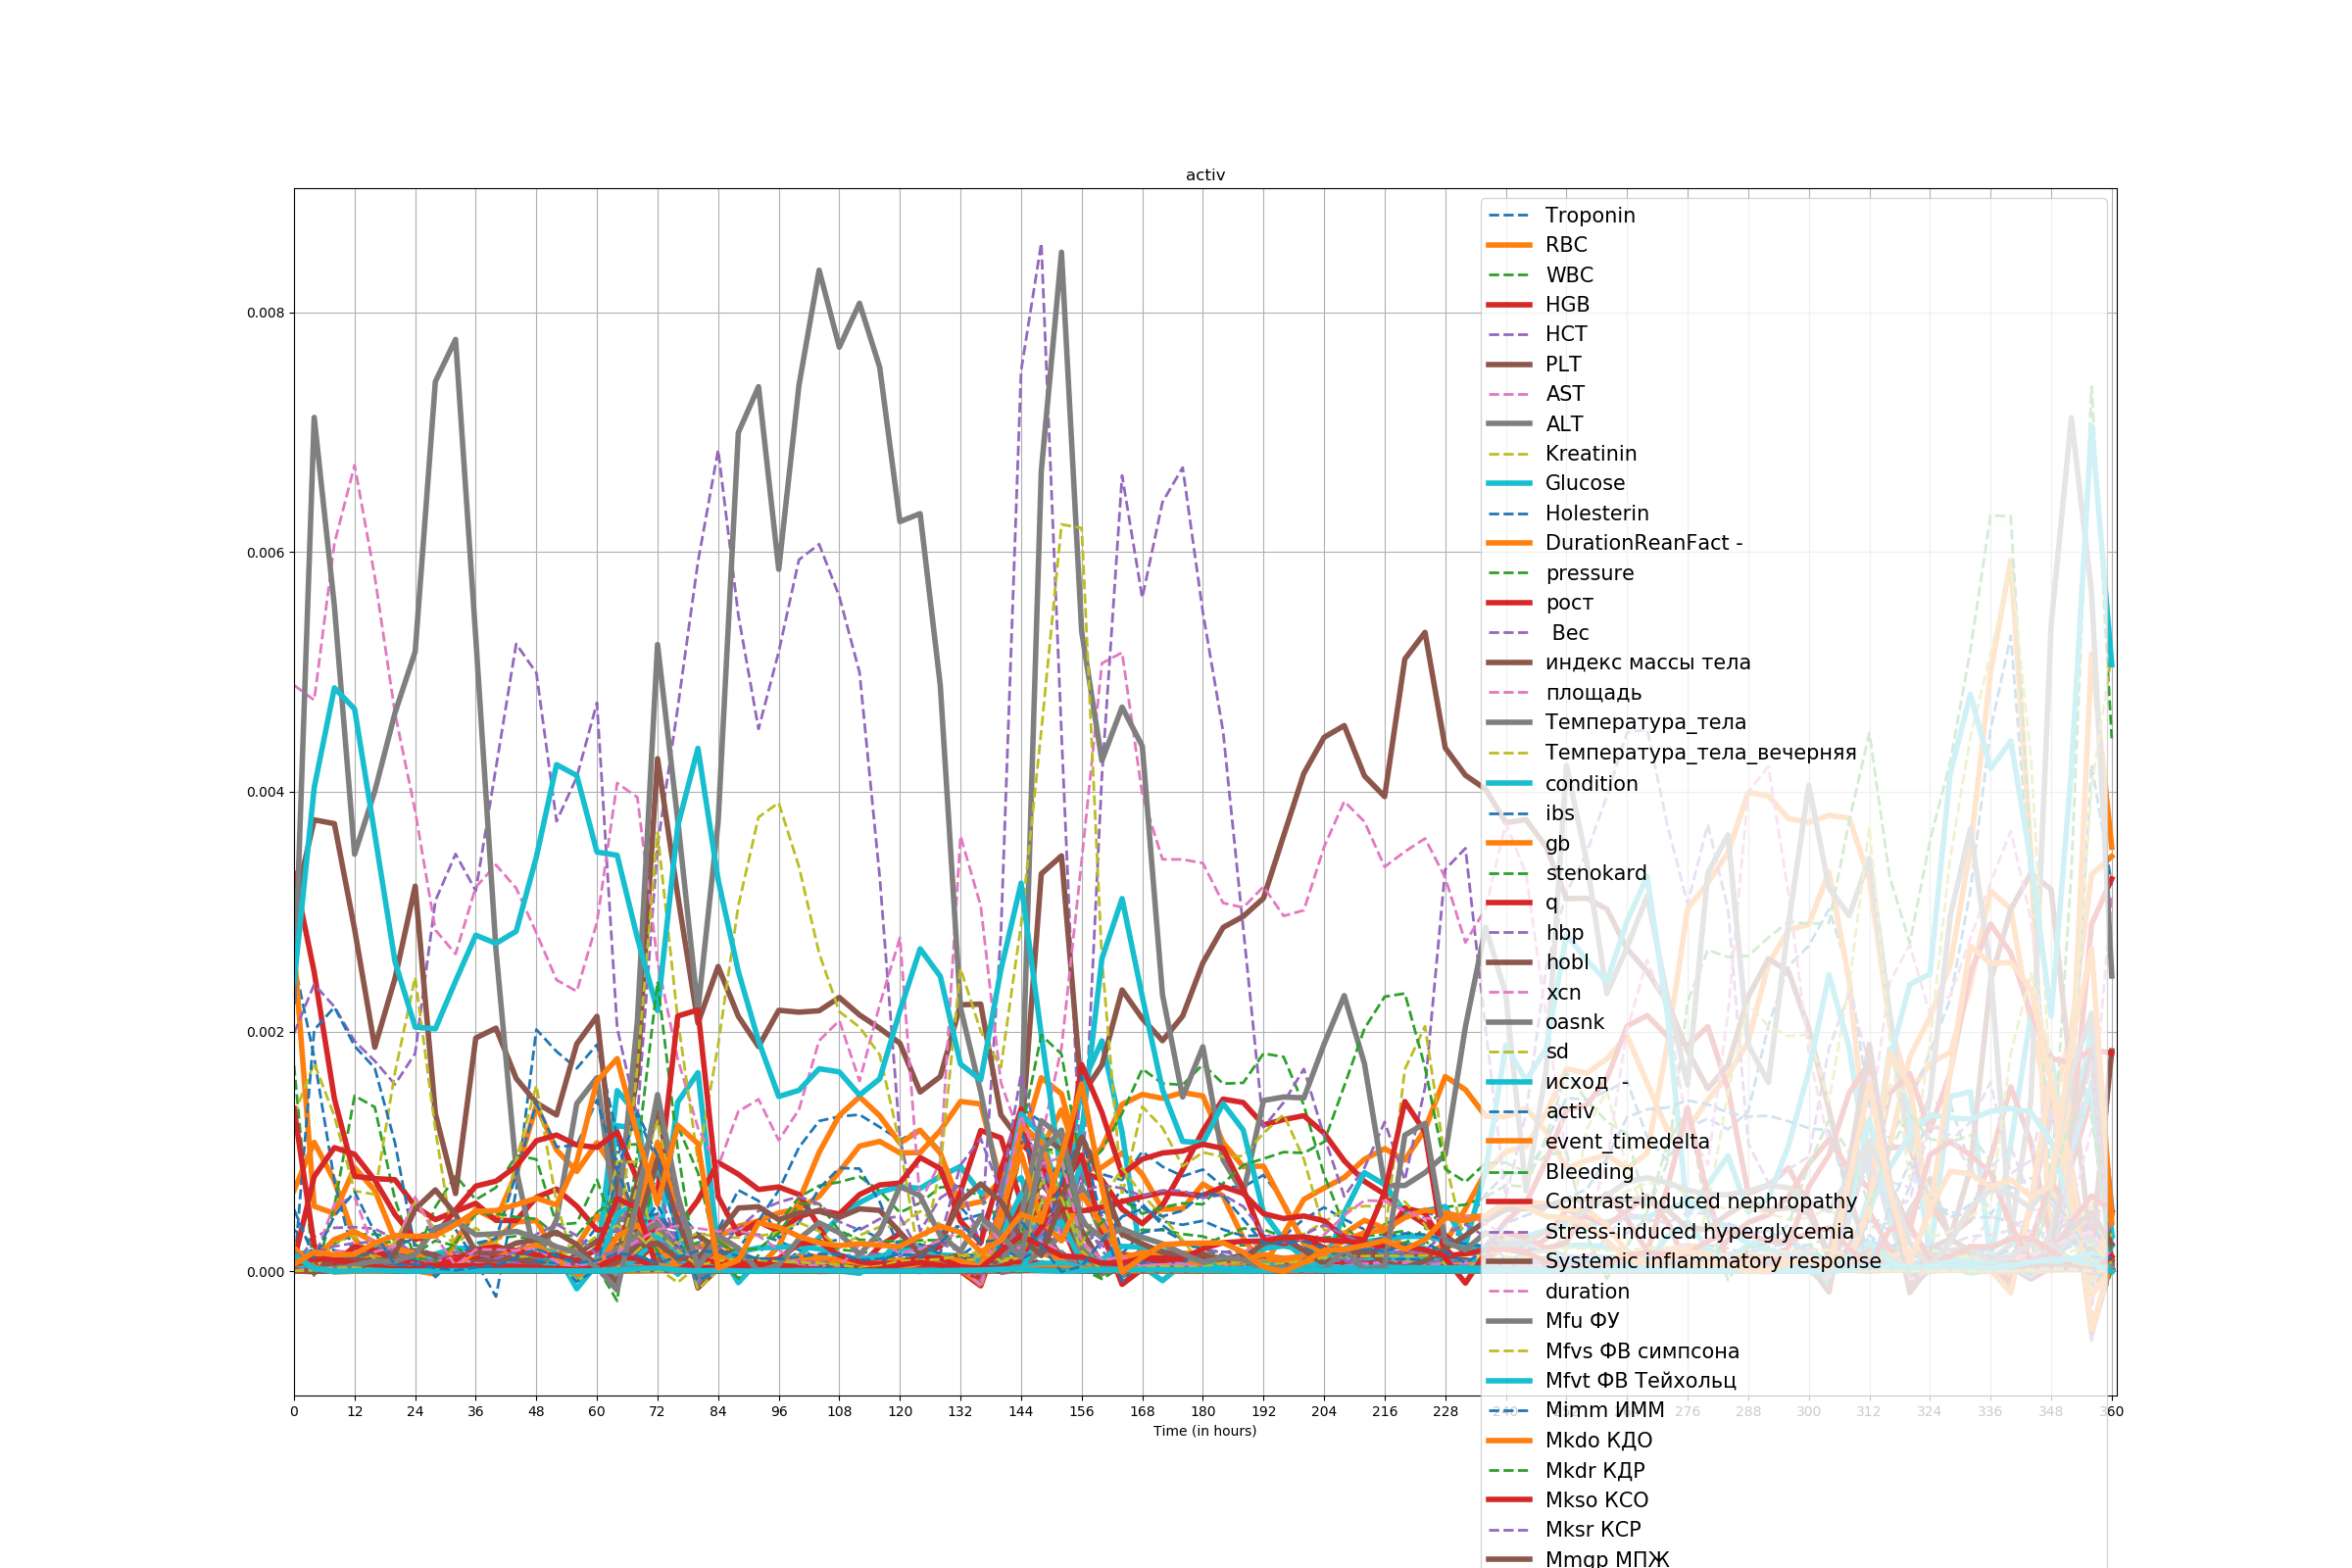 activ
0.008
0.006
0.004
0.002
0.000
Troponin
RBC
WBC
HGB
HCT
PLT
AST
ALT
Kreatinin
Glucose
Holesterin
DurationReanFact -
pressure
рост
Вес
индекс массы тела
площадь
Температура_тела
Температура_тела_вечерняя
condition
ibs
gb
stenokard
q
hbp
hobl
xcn
oasnk
sd
исход -
activ
event_timedelta
Bleeding
Contrast-induced nephropathy
Stress-induced hyperglycemia
Systemic inflammatory response
duration
Mfu ФУ
Mfvs ФВ симпсона
Mfvt ФВ Тейхольц
Mimm ИММ
Mkdo КДО
Mkdr КДР
Mkso КСО
Mksr КСР
Mmgp МПЖ
0 12 24 36 48 60 72 84 96 108 120 132 144 156 168 180 192 204 216 228 240 276 288 300 312 324 336 348 360
Time (in hours)